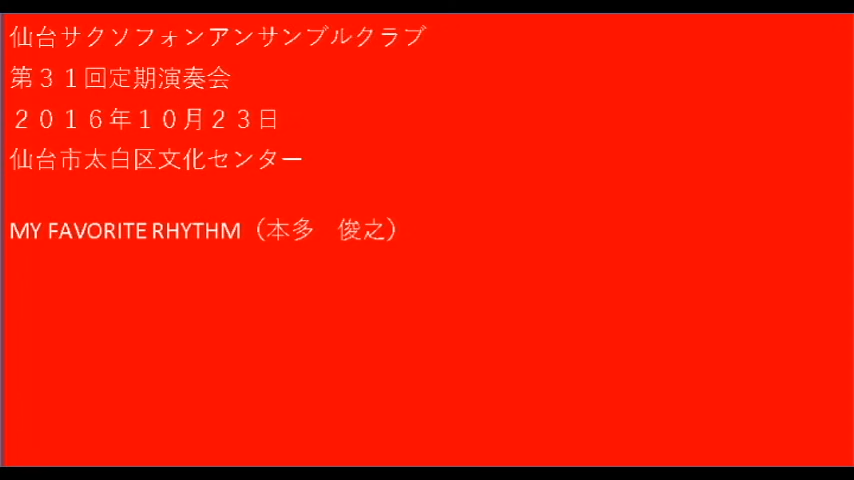 仙台サクソフォンアンサンブルクラブ
第３１回定期演奏会
２０１６年１０月２３日
仙台市太白区文化センター
MY FAVORITE RHYTHM（本多　俊之）